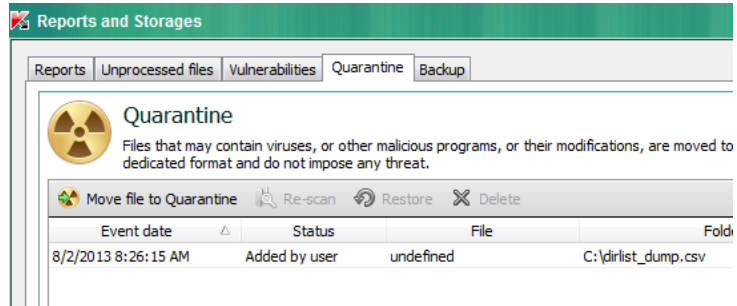 Reports and Storages
Reports Unprocessed files Vulnerabilities Quarantine Backup
Quarantine
Files that may contain viruses, or other malicious programs, or their modifications, are moved to
dedicated format and do not impose any threat.
Move file to Quarantine Re-scan Restore Delete
Event date Status File Folde
8/2/2013 8:26:15 AM Added by user undefined C:\dirlist_dump.csv